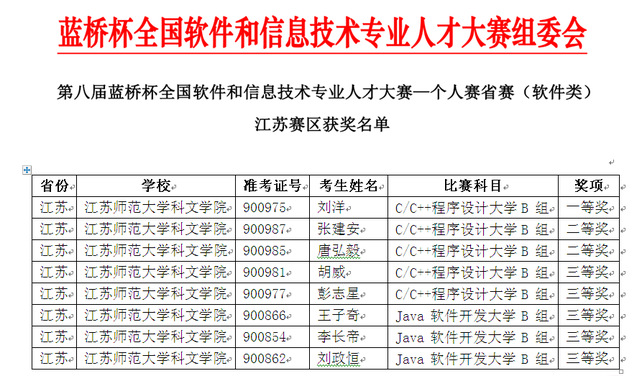 蓝桥杯全国软件和信息技术专业人才大赛组委会
第八届蓝桥杯全国软件和信息技术专业人才大赛—个人赛省赛（软件类）
江苏赛区获奖名单
省份 学校 准考证号 考生姓名 比赛科目 奖项
江苏 江苏师范大学科文学院 900975 刘洋 C/C++程序设计大学 B 组 一等奖
江苏 江苏师范大学科文学院 900987 张建安 C/C++程序设计大学 B 组 二等奖
江苏 江苏师范大学科文学院 900985 唐弘毅 C/C++程序设计大学 B 组 二等奖
江苏 江苏师范大学科文学院 900981 胡威 C/C++程序设计大学 B 组 三等奖
江苏 江苏师范大学科文学院 900977 彭志星 C/C++程序设计大学 B 组 三等奖
江苏 江苏师范大学科文学院 900866 王子奇 Java 软件开发大学 B 组 三等奖
江苏 江苏师范大学科文学院 900854 李长帝 Java 软件开发大学 B 组 三等奖
江苏 江苏师范大学科文学院 900862 刘政恒 Java 软件开发大学 B 组 三等奖